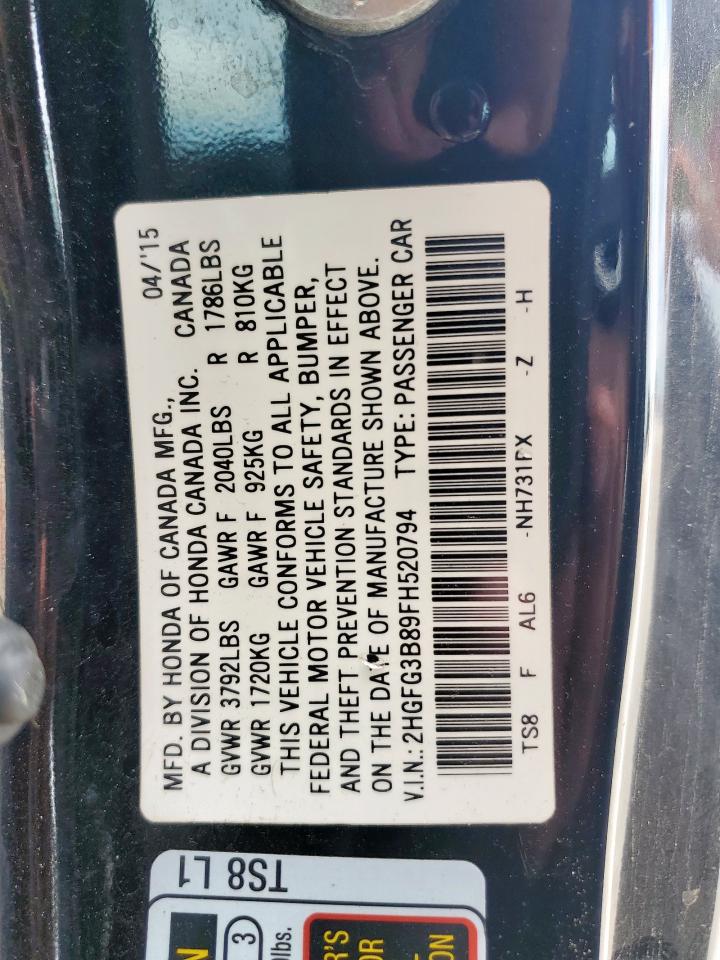 MFD. BY HONDA OF CANADA MFG., 04/'15
A DIVISION OF HONDA CANADA INC. CANADA
GVWR 3792LBS GAWR F 2040LBS R 1786LBS
GVWR 1720KG GAWR F 925KG R 810KG
THIS VEHICLE CONFORMS TO ALL APPLICABLE
FEDERAL MOTOR VEHICLE SAFETY, BUMPER,
AND THEFT PREVENTION STANDARDS IN EFFECT
ON THE DATE OF MANUFACTURE SHOWN ABOVE.
V.I.N.: 2HGFG3B89FH520794 TYPE: PASSENGER CAR
TS8 F AL6 -NH731PX -Z -H
TS8 L1
3
lbs.